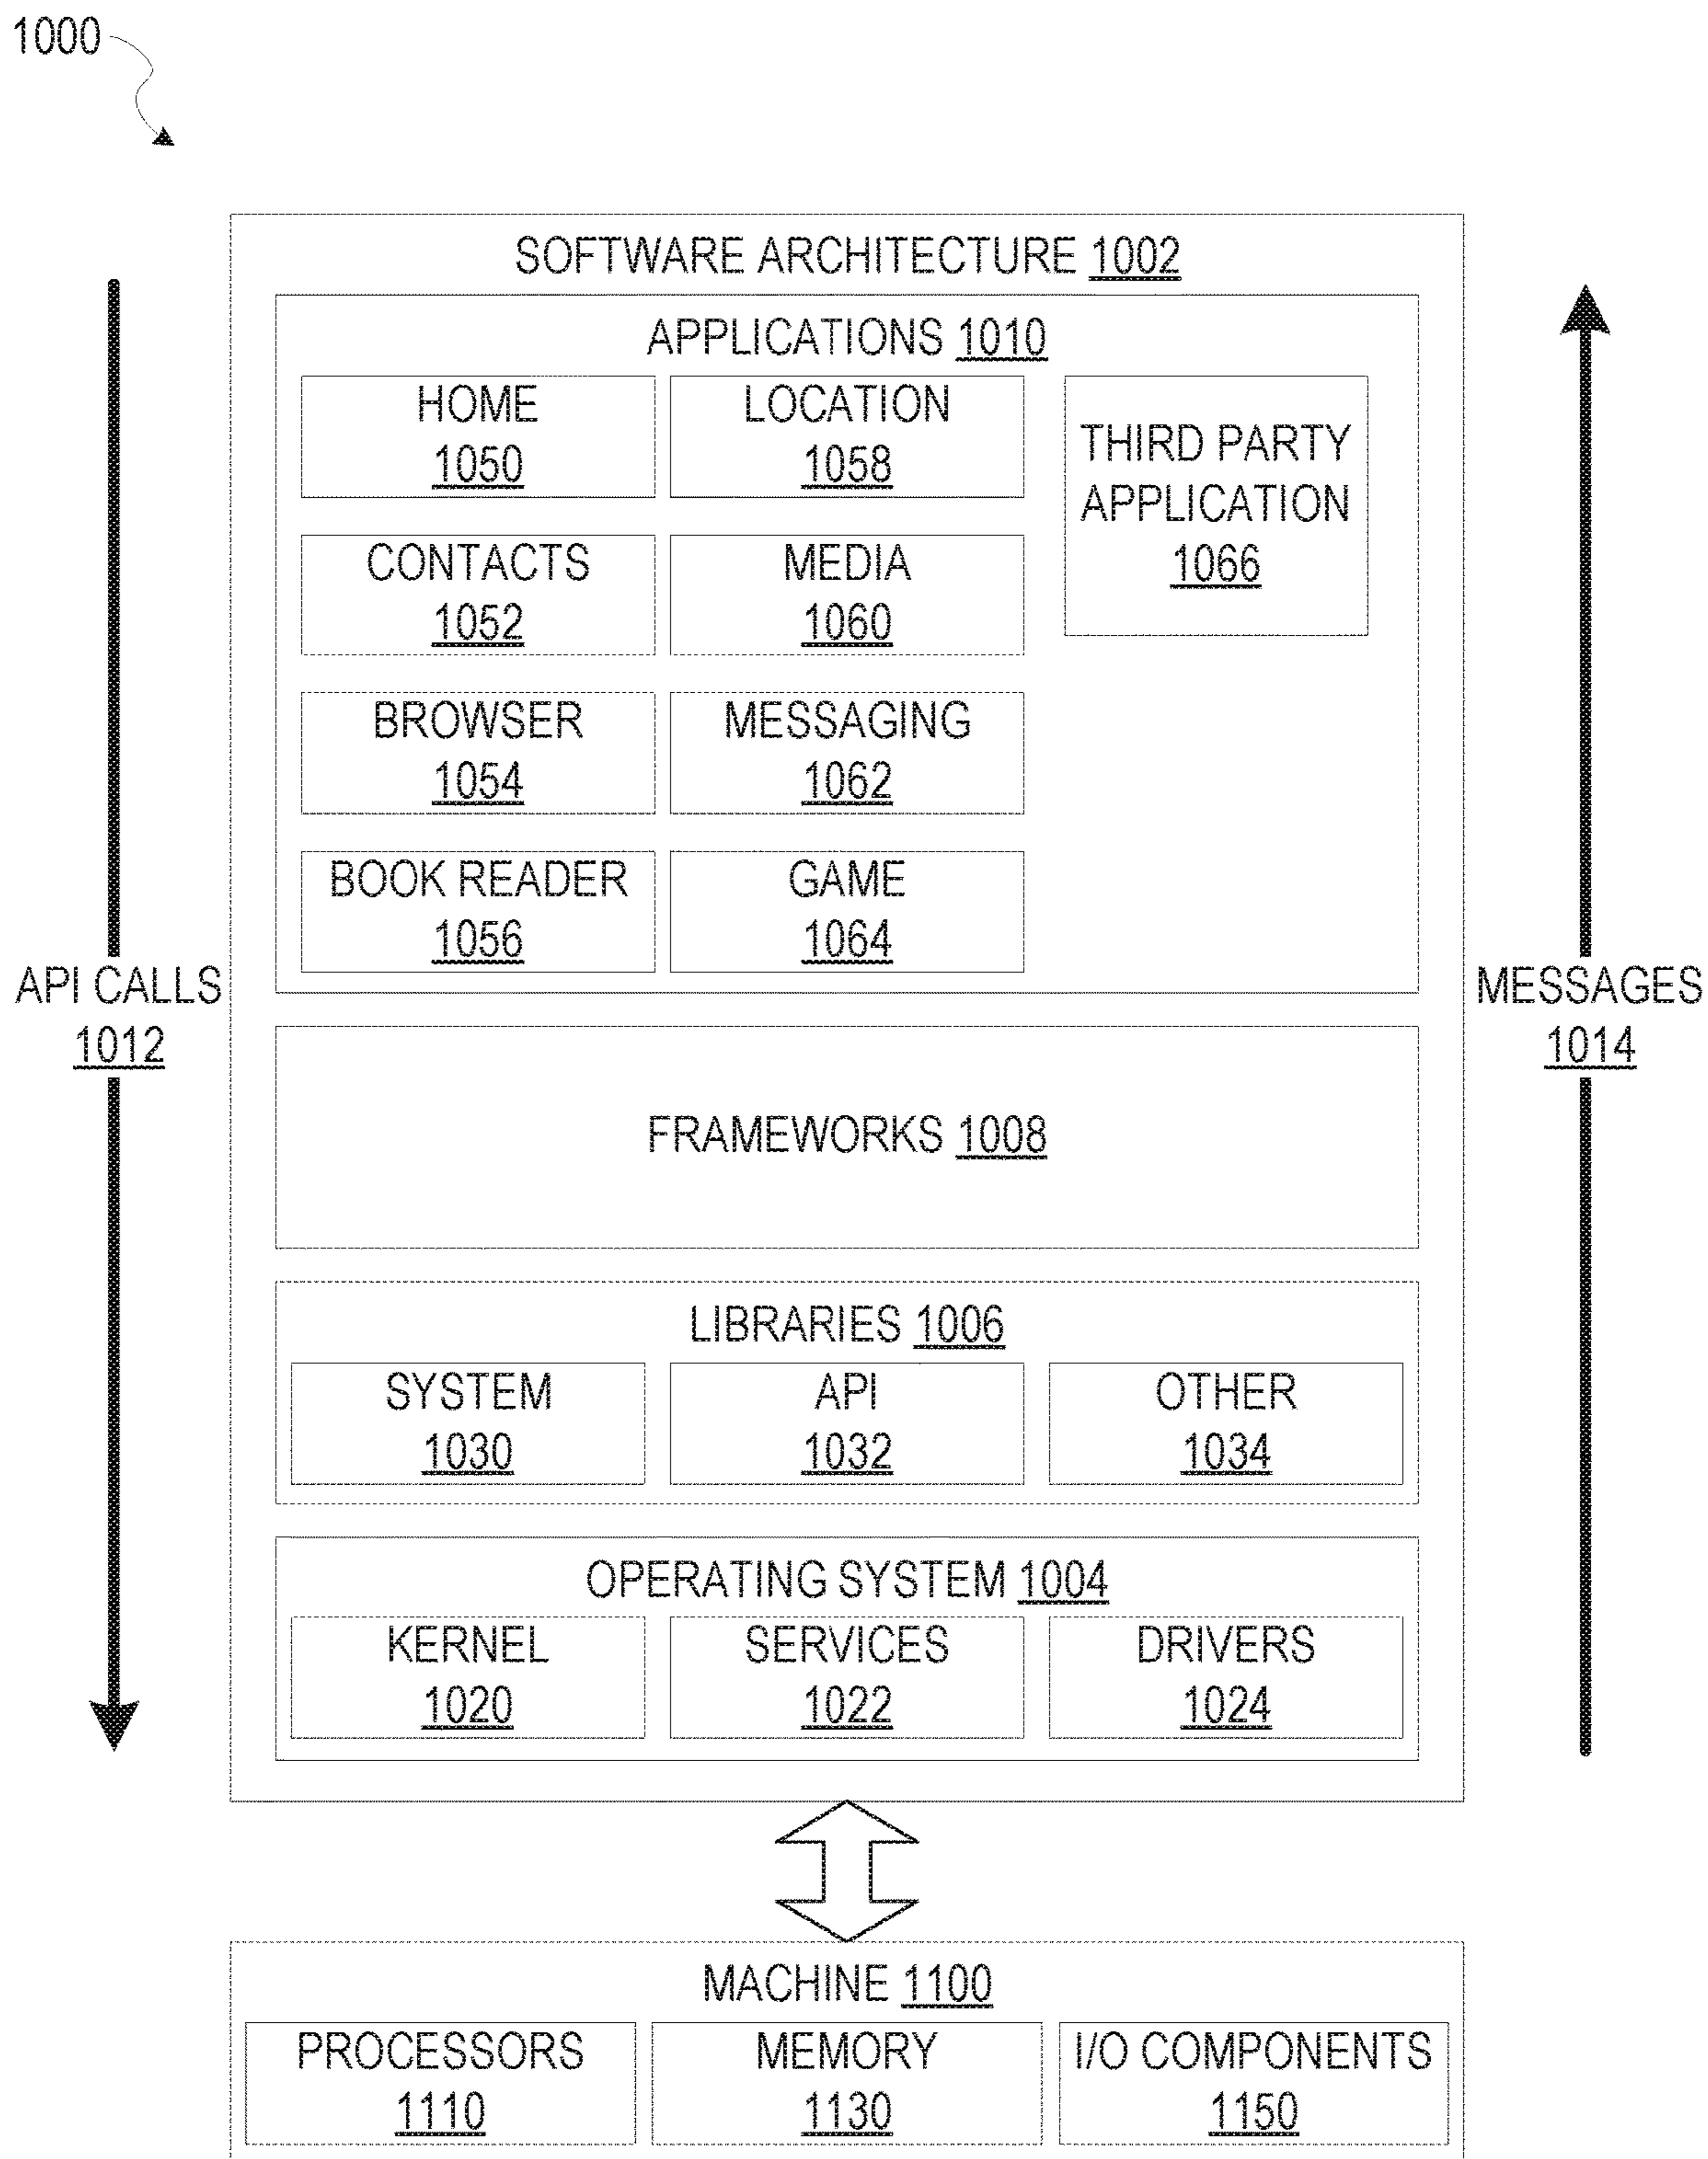 1000
SOFTWARE ARCHITECTURE 1002
APPLICATIONS 1010
HOME
1050
LOCATION
1058
THIRD PARTY
APPLICATION
1066
CONTACTS
1052
MEDIA
1060
BROWSER
1054
MESSAGING
1062
BOOK READER
1056
GAME
1064
API CALLS
1012
MESSAGES
1014
FRAMEWORKS 1008
LIBRARIES 1006
SYSTEM
1030
API
1032
OTHER
1034
OPERATING SYSTEM 1004
KERNEL
1020
SERVICES
1022
DRIVERS
1024
MACHINE 1100
PROCESSORS
1110
MEMORY
1130
I/O COMPONENTS
1150